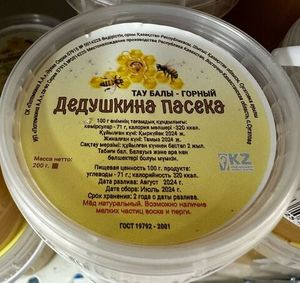 ТАУ БАЛЫ - ГОРНЫЙ
Дедушкина пасека
100 г өнімнің тағамдық құндылығы:
көмірсулар - 71 г.; калориялық мөлшері - 320 ккал.
Құйылған күні: Қыркүйек 2024 ж.
Жиналған күні: Тамыз 2024 ж.
Сақтау мерзімі: құйылған күннен бастап 2 жыл.
Табиғи бал. Балауыз және ара нан
бөлшектері болуы мүмкін.
Масса нетто:
200 г.
KZ
Пищевая ценность 100 г. продукта:
углеводы - 71 г.; калорийность 320 ккал.
Дата разлива: Август 2024 г.
Дата сбора: Июль 2024 г.
Срок хранения: 2 года с даты разлива.
Мёд натуральный. Возможно наличие
мелких частиц воска и перги.
ГОСТ 19792 - 2001